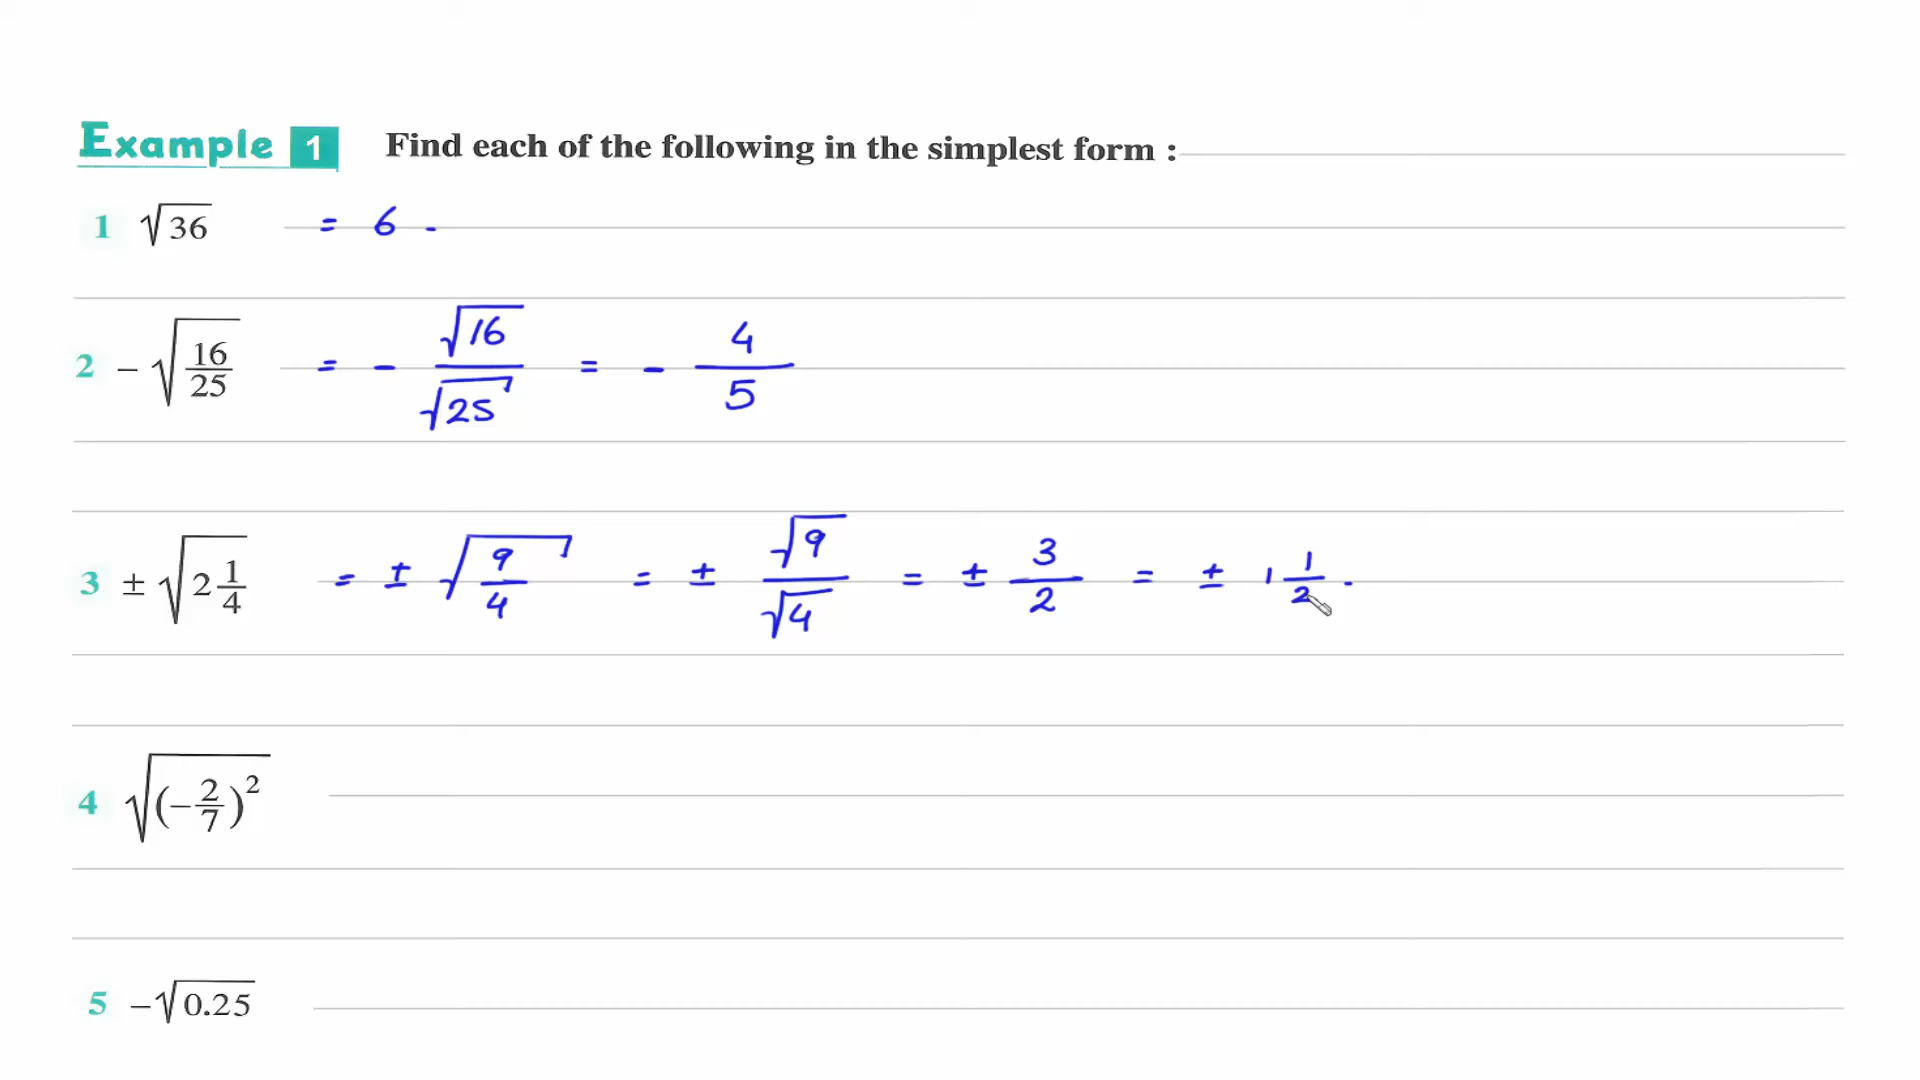 Example 1 Find each of the following in the simplest form :
1 √36 = 6 .
2 −√(16/25) = − √16/√25 = − 4/5
3 ±√(2 1/4) = ± √(9/4) = ± √9/√4 = ± 3/2 = ± 1 1/2 .
4 √((−2/7)²)
5 −√0.25